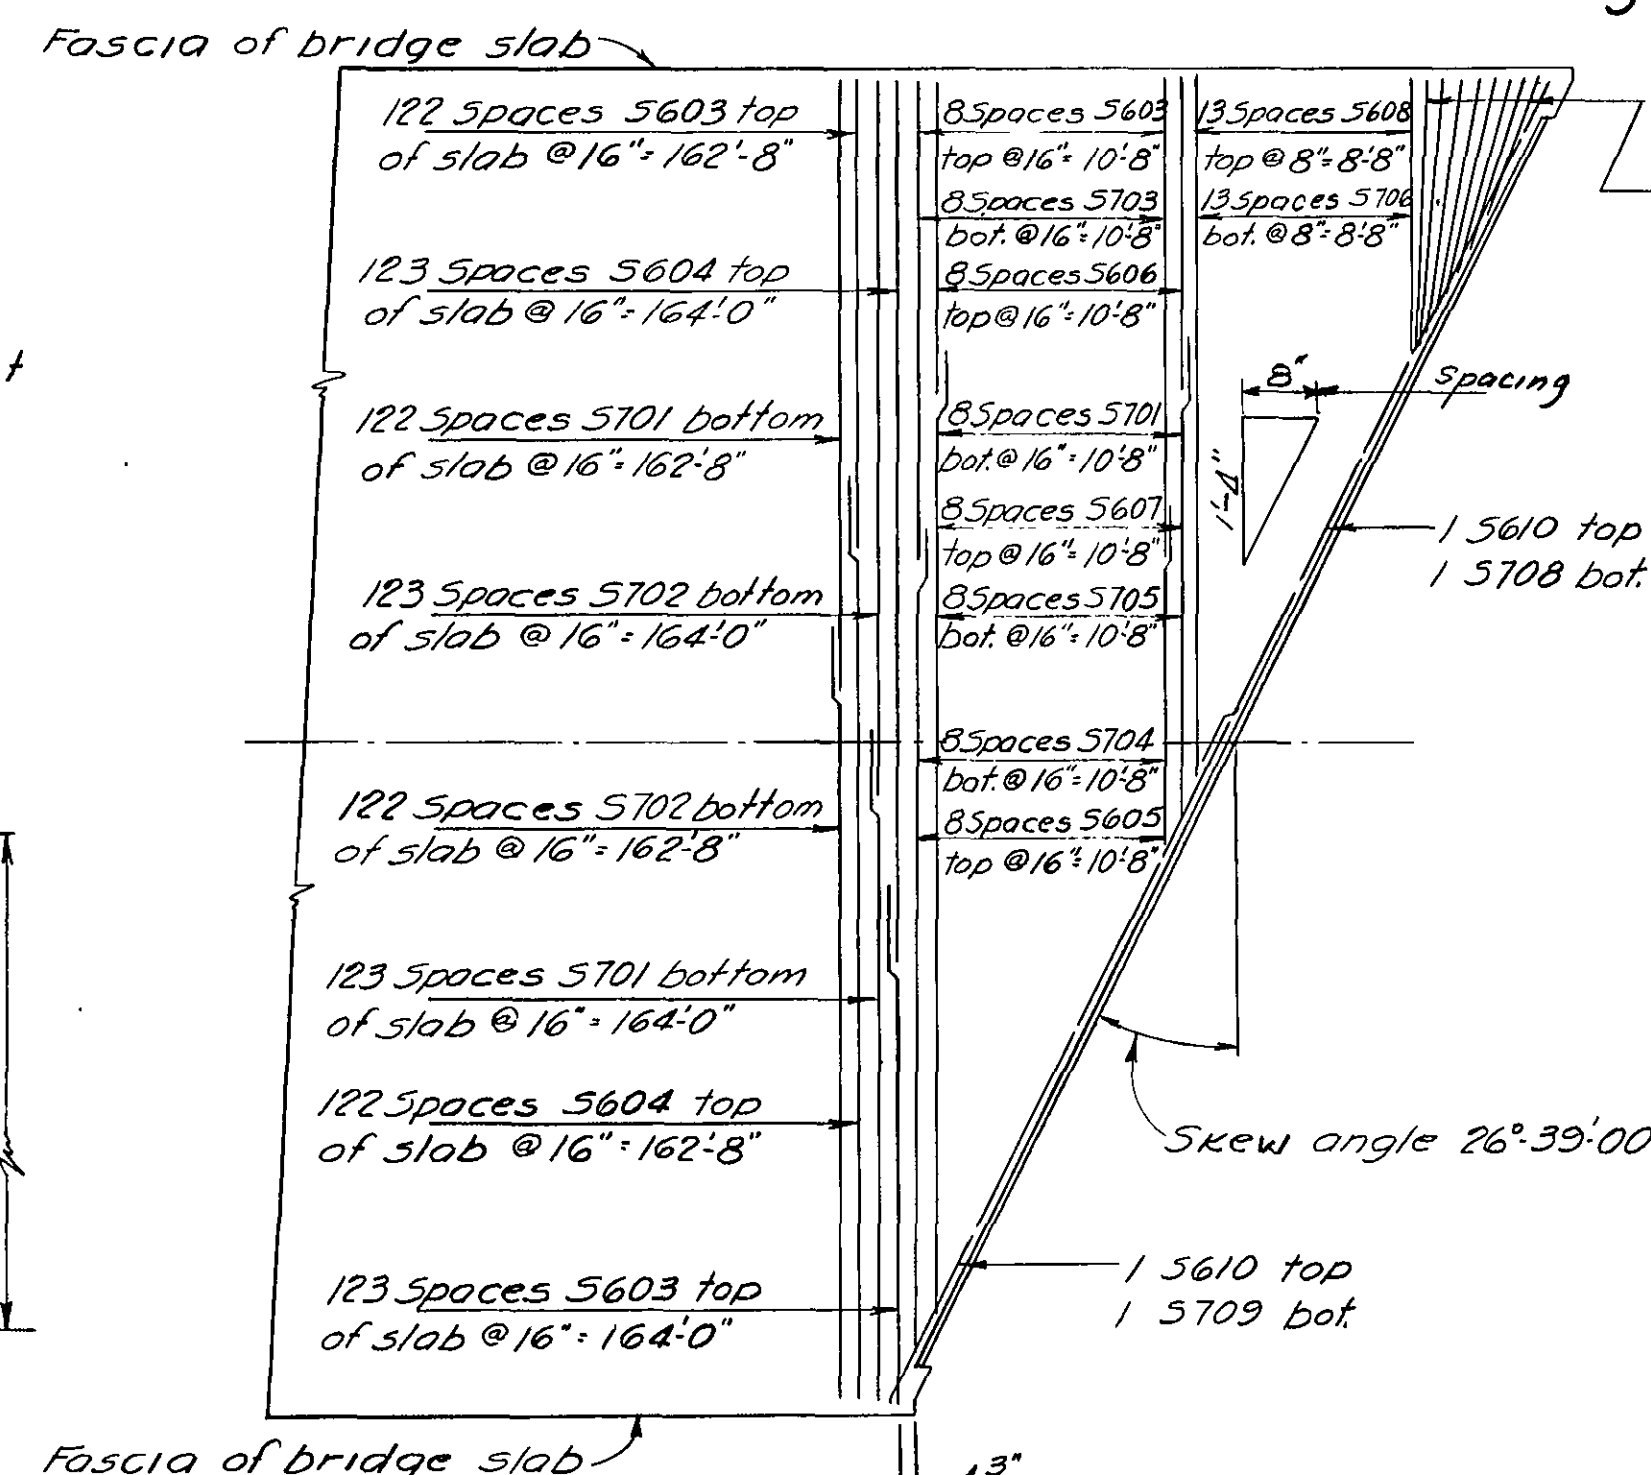 Fascia of bridge slab
122 Spaces S603 top
of slab @ 16" = 162'-8"
123 Spaces S604 top
of slab @ 16" = 164'-0"
122 Spaces S701 bottom
of slab @ 16" = 162'-8"
123 Spaces S702 bottom
of slab @ 16" = 164'-0"
122 Spaces S702 bottom
of slab @ 16" = 162'-8"
123 Spaces S701 bottom
of slab @ 16" = 164'-0"
122 Spaces S604 top
of slab @ 16" = 162'-8"
123 Spaces S603 top
of slab @ 16" = 164'-0"
Fascia of bridge slab
8 Spaces S603
top @ 16" = 10'-8"
8 Spaces S703
bot. @ 16" = 10'-8"
8 Spaces S606
top @ 16" = 10'-8"
8 Spaces S701
bot. @ 16" = 10'-8"
8 Spaces S607
top @ 16" = 10'-8"
8 Spaces S705
bot. @ 16" = 10'-8"
8 Spaces S704
bot. @ 16" = 10'-8"
8 Spaces S605
top @ 16" = 10'-8"
13 Spaces S608
top @ 8" = 8'-8"
13 Spaces S706
bot. @ 8" = 8'-8"
8"
spacing
1'-4"
1 S610 top
1 S708 bot.
Skew angle 26°-39'-00
1 S610 top
1 S709 bot.